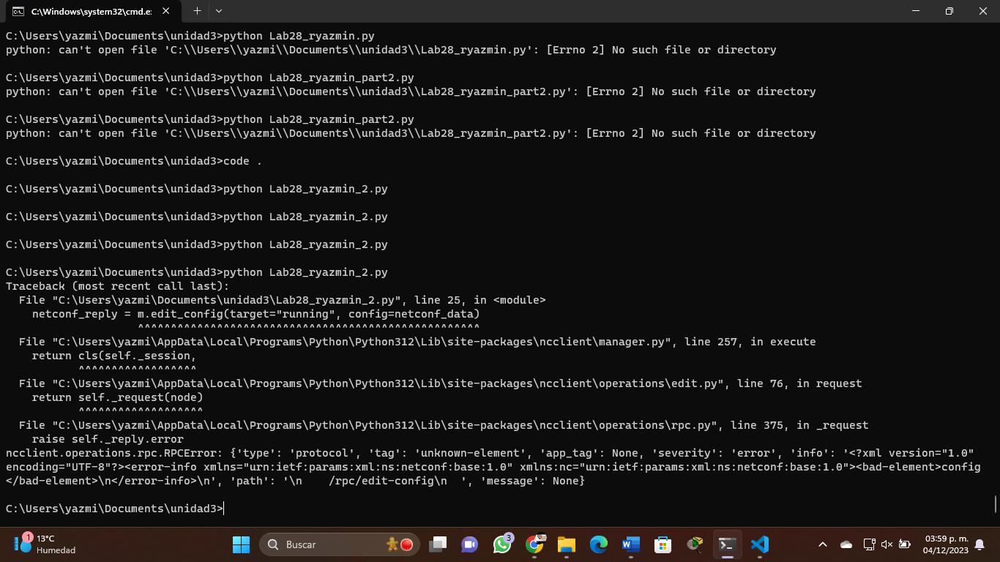 C:\Windows\system32\cmd.e:
C:\Users\yazmi\Documents\unidad3>python Lab28_ryazmin.py
python: can't open file 'C:\\Users\\yazmi\\Documents\\unidad3\\Lab28_ryazmin.py': [Errno 2] No such file or directory
C:\Users\yazmi\Documents\unidad3>python Lab28_ryazmin_part2.py
python: can't open file 'C:\\Users\\yazmi\\Documents\\unidad3\\Lab28_ryazmin_part2.py': [Errno 2] No such file or directory
C:\Users\yazmi\Documents\unidad3>python Lab28_ryazmin_part2.py
python: can't open file 'C:\\Users\\yazmi\\Documents\\unidad3\\Lab28_ryazmin_part2.py': [Errno 2] No such file or directory
C:\Users\yazmi\Documents\unidad3>code .
C:\Users\yazmi\Documents\unidad3>python Lab28_ryazmin_2.py
C:\Users\yazmi\Documents\unidad3>python Lab28_ryazmin_2.py
C:\Users\yazmi\Documents\unidad3>python Lab28_ryazmin_2.py
C:\Users\yazmi\Documents\unidad3>python Lab28_ryazmin_2.py
Traceback (most recent call last):
  File "C:\Users\yazmi\Documents\unidad3\Lab28_ryazmin_2.py", line 25, in <module>
    netconf_reply = m.edit_config(target="running", config=netconf_data)
                    ^^^^^^^^^^^^^^^^^^^^^^^^^^^^^^^^^^^^^^^^^^^^^^^^^^^^
  File "C:\Users\yazmi\AppData\Local\Programs\Python\Python312\Lib\site-packages\ncclient\manager.py", line 257, in execute
    return cls(self._session,
           ^^^^^^^^^^^^^^^^^^
  File "C:\Users\yazmi\AppData\Local\Programs\Python\Python312\Lib\site-packages\ncclient\operations\edit.py", line 76, in request
    return self._request(node)
           ^^^^^^^^^^^^^^^^^^^
  File "C:\Users\yazmi\AppData\Local\Programs\Python\Python312\Lib\site-packages\ncclient\operations\rpc.py", line 375, in _request
    raise self._reply.error
ncclient.operations.rpc.RPCError: {'type': 'protocol', 'tag': 'unknown-element', 'app_tag': None, 'severity': 'error', 'info': '<?xml version="1.0"
encoding="UTF-8"?><error-info xmlns="urn:ietf:params:xml:ns:netconf:base:1.0" xmlns:nc="urn:ietf:params:xml:ns:netconf:base:1.0"><bad-element>config
</bad-element>\n</error-info>\n', 'path': '\n    /rpc/edit-config\n  ', 'message': None}
C:\Users\yazmi\Documents\unidad3>
1
13°C
Humedad
Buscar
3
03:59 p. m.
04/12/2023